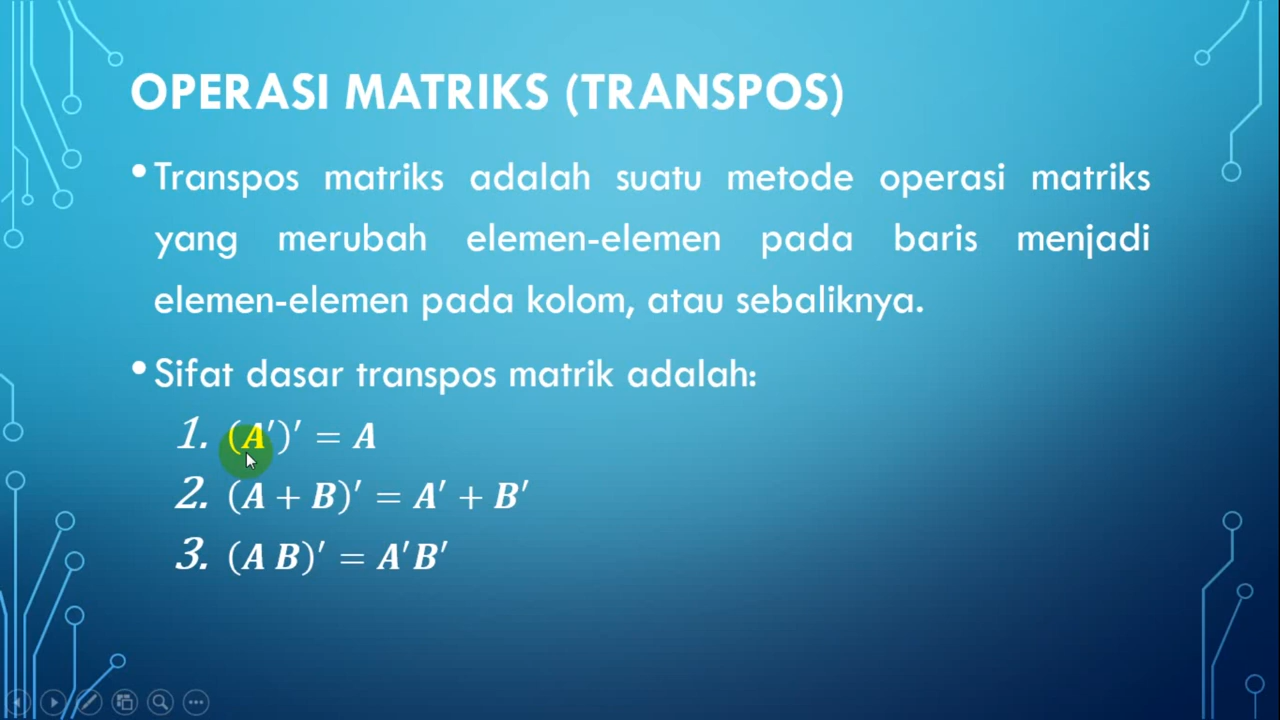 OPERASI MATRIKS (TRANSPOS)
• Transpos matriks adalah suatu metode operasi matriks
yang merubah elemen-elemen pada baris menjadi
elemen-elemen pada kolom, atau sebaliknya.
• Sifat dasar transpos matrik adalah:
1. (A′)′ = A
2. (A + B)′ = A′ + B′
3. (A B)′ = A′B′